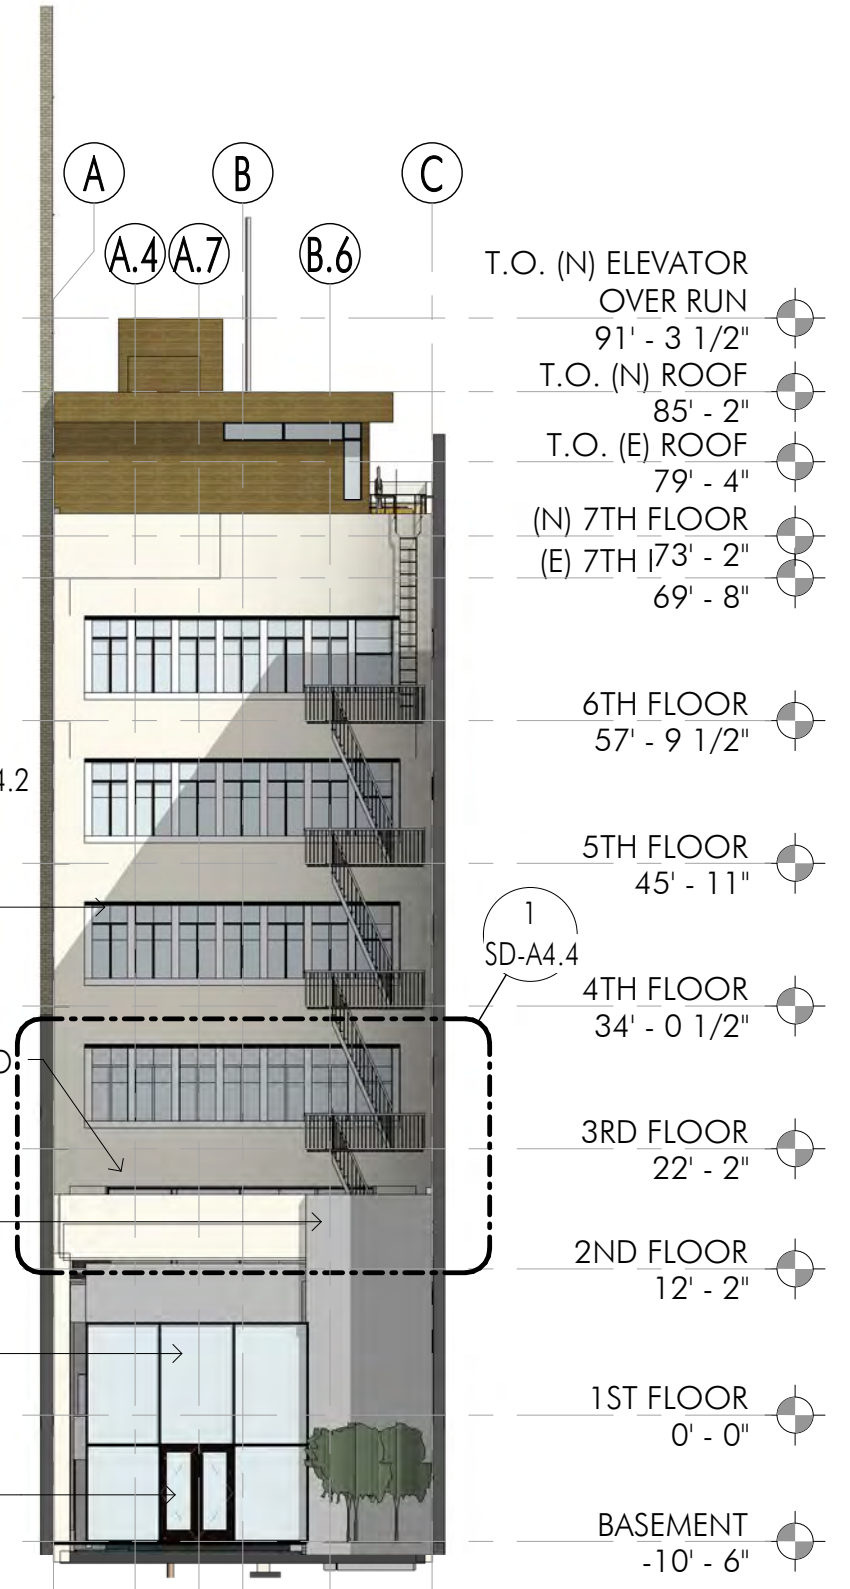 A
B
C
A.4
A.7
B.6
T.O. (N) ELEVATOR
OVER RUN
91' - 3 1/2"
T.O. (N) ROOF
85' - 2"
T.O. (E) ROOF
79' - 4"
(N) 7TH FLOOR
73' - 2"
(E) 7TH
69' - 8"
6TH FLOOR
57' - 9 1/2"
4.2
5TH FLOOR
45' - 11"
1
SD-A4.4
4TH FLOOR
34' - 0 1/2"
3RD FLOOR
22' - 2"
2ND FLOOR
12' - 2"
1ST FLOOR
0' - 0"
BASEMENT
-10' - 6"